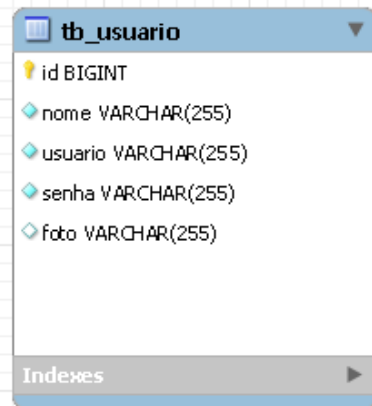 tb_usuario
id BIGINT
nome VARCHAR(255)
usuario VARCHAR(255)
senha VARCHAR(255)
foto VARCHAR(255)
Indexes